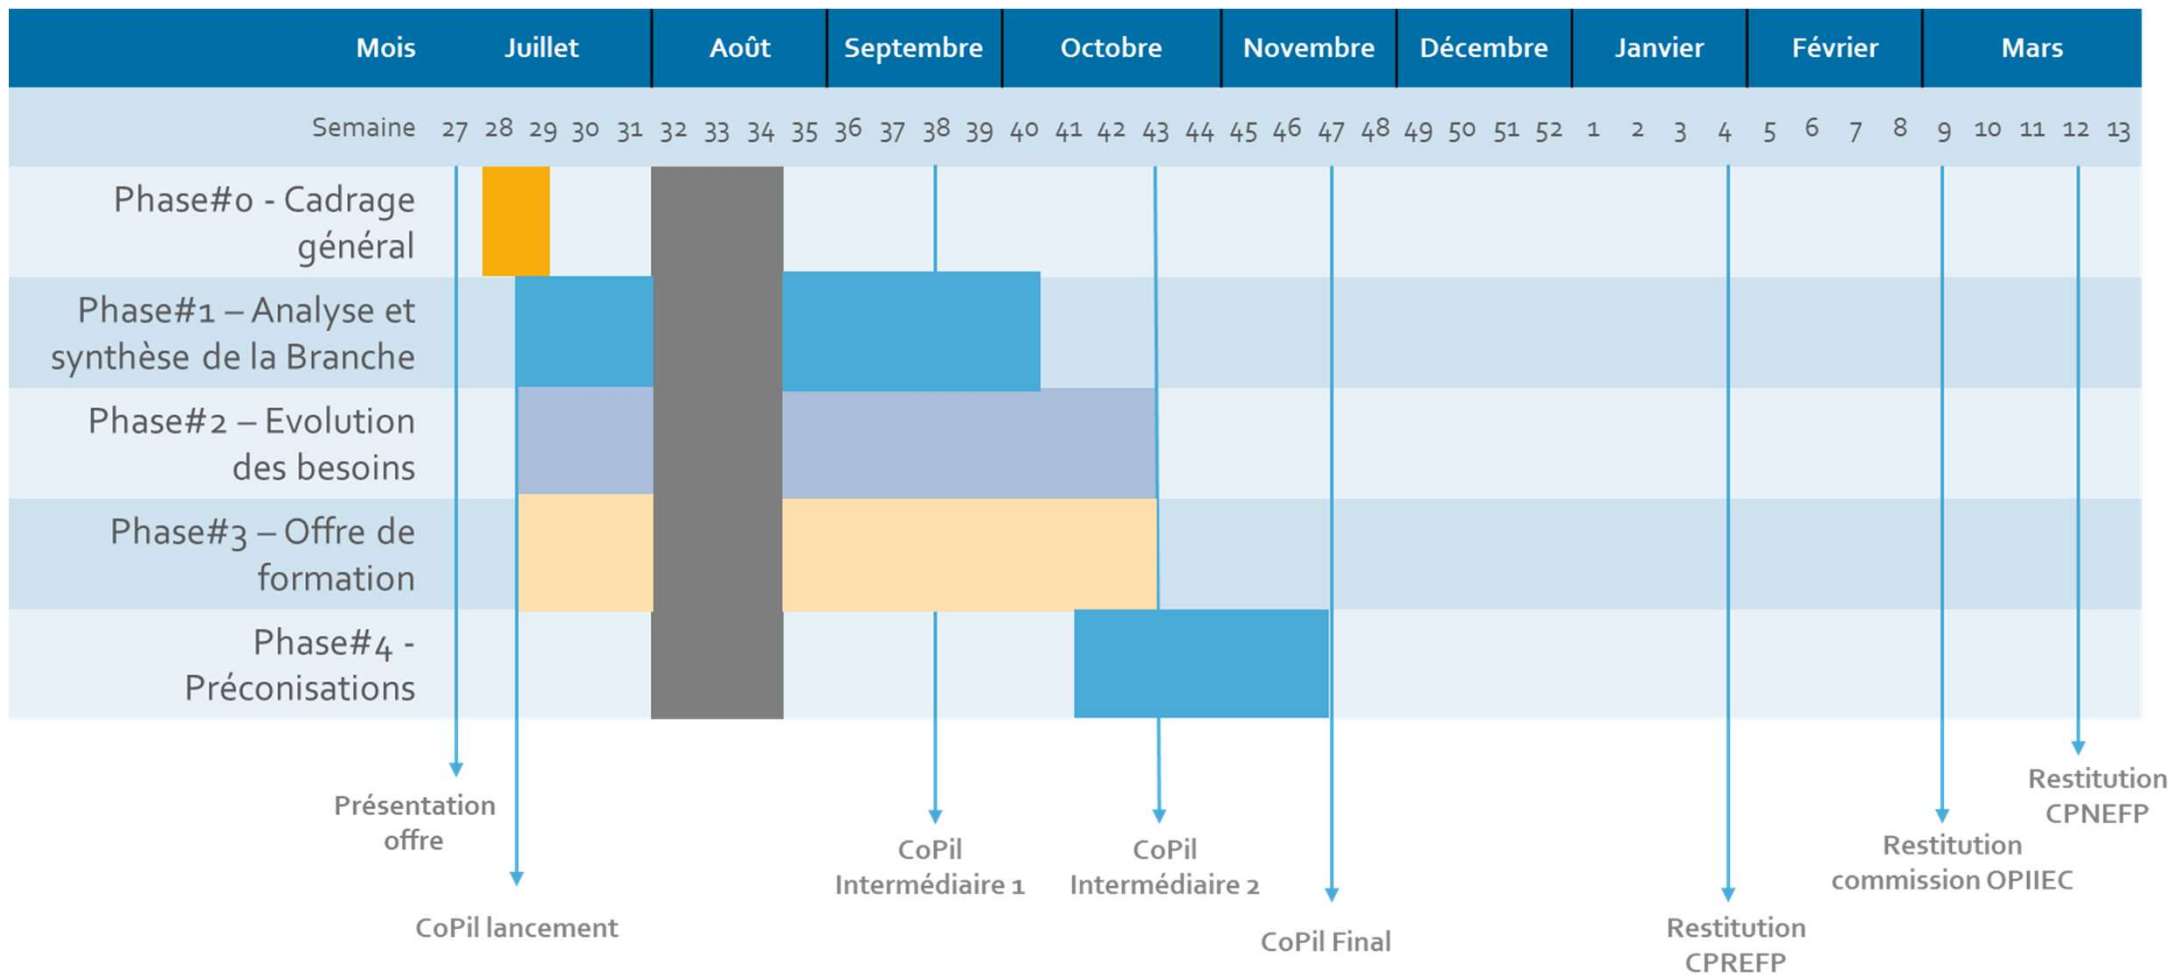 Mois Juillet Août Septembre Octobre Novembre Décembre Janvier Février Mars
Semaine 27 28 29 30 31 32 33 34 35 36 37 38 39 40 41 42 43 44 45 46 47 48 49 50 51 52 1 2 3 4 5 6 7 8 9 10 11 12 13
Phase#0 - Cadrage
général
Phase#1 – Analyse et
synthèse de la Branche
Phase#2 – Evolution
des besoins
Phase#3 – Offre de
formation
Phase#4 -
Préconisations
Présentation
offre
CoPil lancement
CoPil
Intermédiaire 1
CoPil
Intermédiaire 2
CoPil Final
Restitution
CPREFP
Restitution
commission OPIIEC
Restitution
CPNEFP